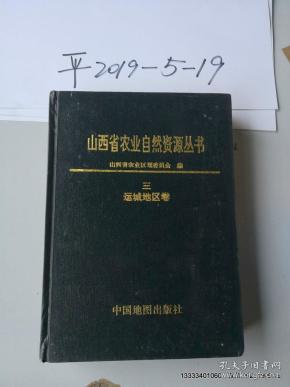 平2019-5-19
山西省农业自然资源丛书
山西省农业区划委员会 编
三
运城地区卷
中国地图出版社
孔夫子旧书网